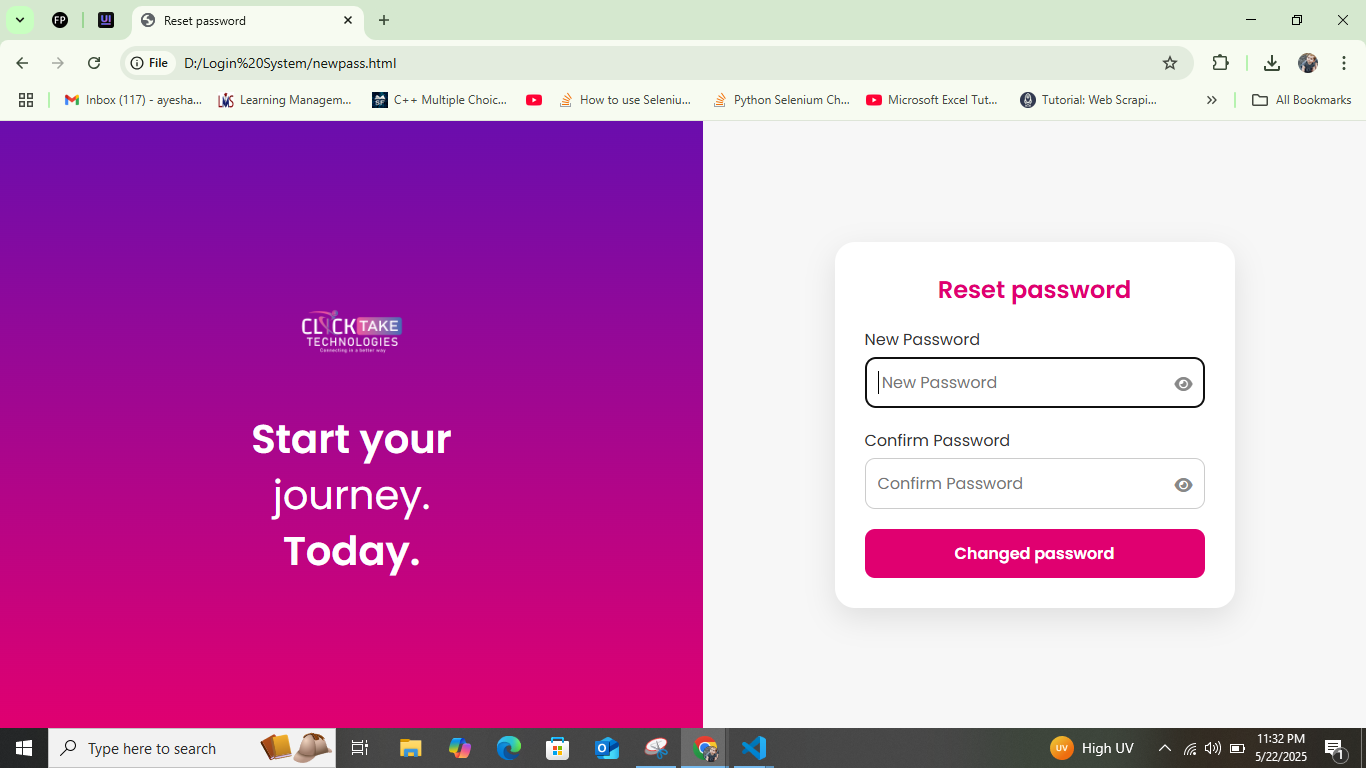 FP
UI
Reset password
File
D:/Login%20System/newpass.html
Inbox (117) - ayesha...
Learning Managem...
C++ Multiple Choic...
How to use Seleniu...
Python Selenium Ch...
Microsoft Excel Tut...
Tutorial: Web Scrapi...
All Bookmarks
CLICKTAKE
TECHNOLOGIES
Connecting in a better way
Start your
journey.
Today.
Reset password
New Password
New Password
Confirm Password
Confirm Password
Changed password
Type here to search
UV
High UV
11:32 PM
5/22/2025
1